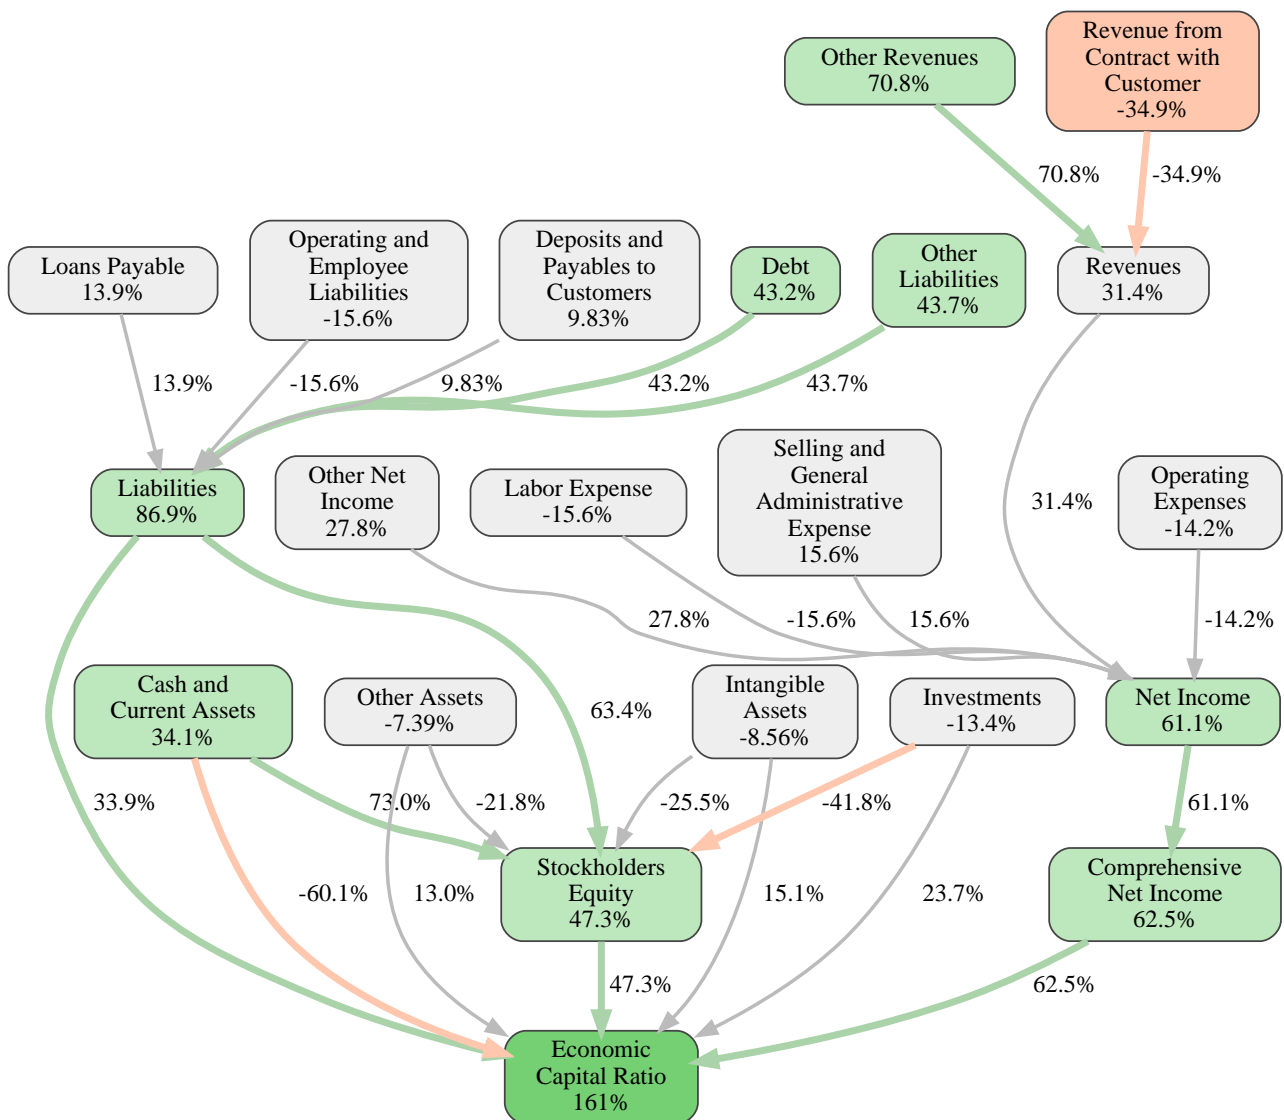 Other Revenues
70.8%
Revenue from
Contract with
Customer
-34.9%
70.8%
-34.9%
Loans Payable
13.9%
Operating and
Employee
Liabilities
-15.6%
Deposits and
Payables to
Customers
9.83%
Debt
43.2%
Other
Liabilities
43.7%
Revenues
31.4%
13.9%
-15.6%
9.83%
43.2%
43.7%
Liabilities
86.9%
Other Net
Income
27.8%
Labor Expense
-15.6%
Selling and
General
Administrative
Expense
15.6%
31.4%
Operating
Expenses
-14.2%
27.8%
-15.6%
15.6%
-14.2%
Cash and
Current Assets
34.1%
Other Assets
-7.39%
63.4%
Intangible
Assets
-8.56%
Investments
-13.4%
Net Income
61.1%
33.9%
73.0%
-21.8%
-25.5%
-41.8%
61.1%
-60.1%
13.0%
Stockholders
Equity
47.3%
15.1%
23.7%
Comprehensive
Net Income
62.5%
47.3%
62.5%
Economic
Capital Ratio
161%